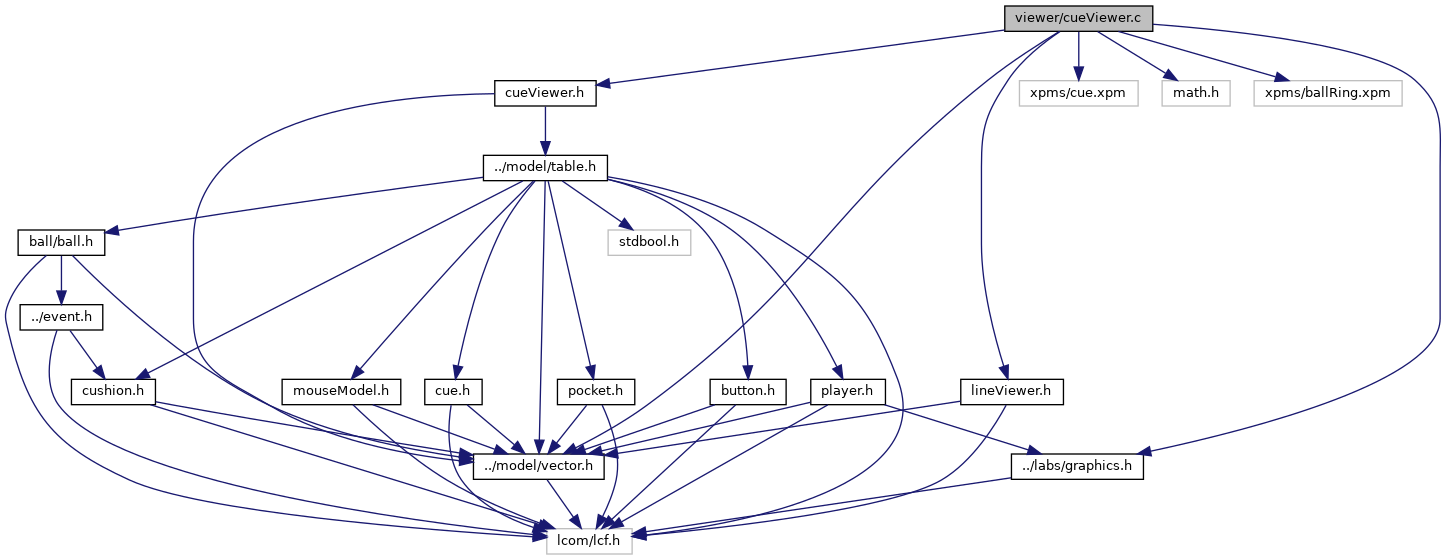 viewer/cueViewer.c
cueViewer.h
xpms/cue.xpm
math.h
xpms/ballRing.xpm
../model/table.h
ball/ball.h
stdbool.h
../event.h
cushion.h
mouseModel.h
cue.h
pocket.h
button.h
player.h
lineViewer.h
../model/vector.h
../labs/graphics.h
lcom/lcf.h